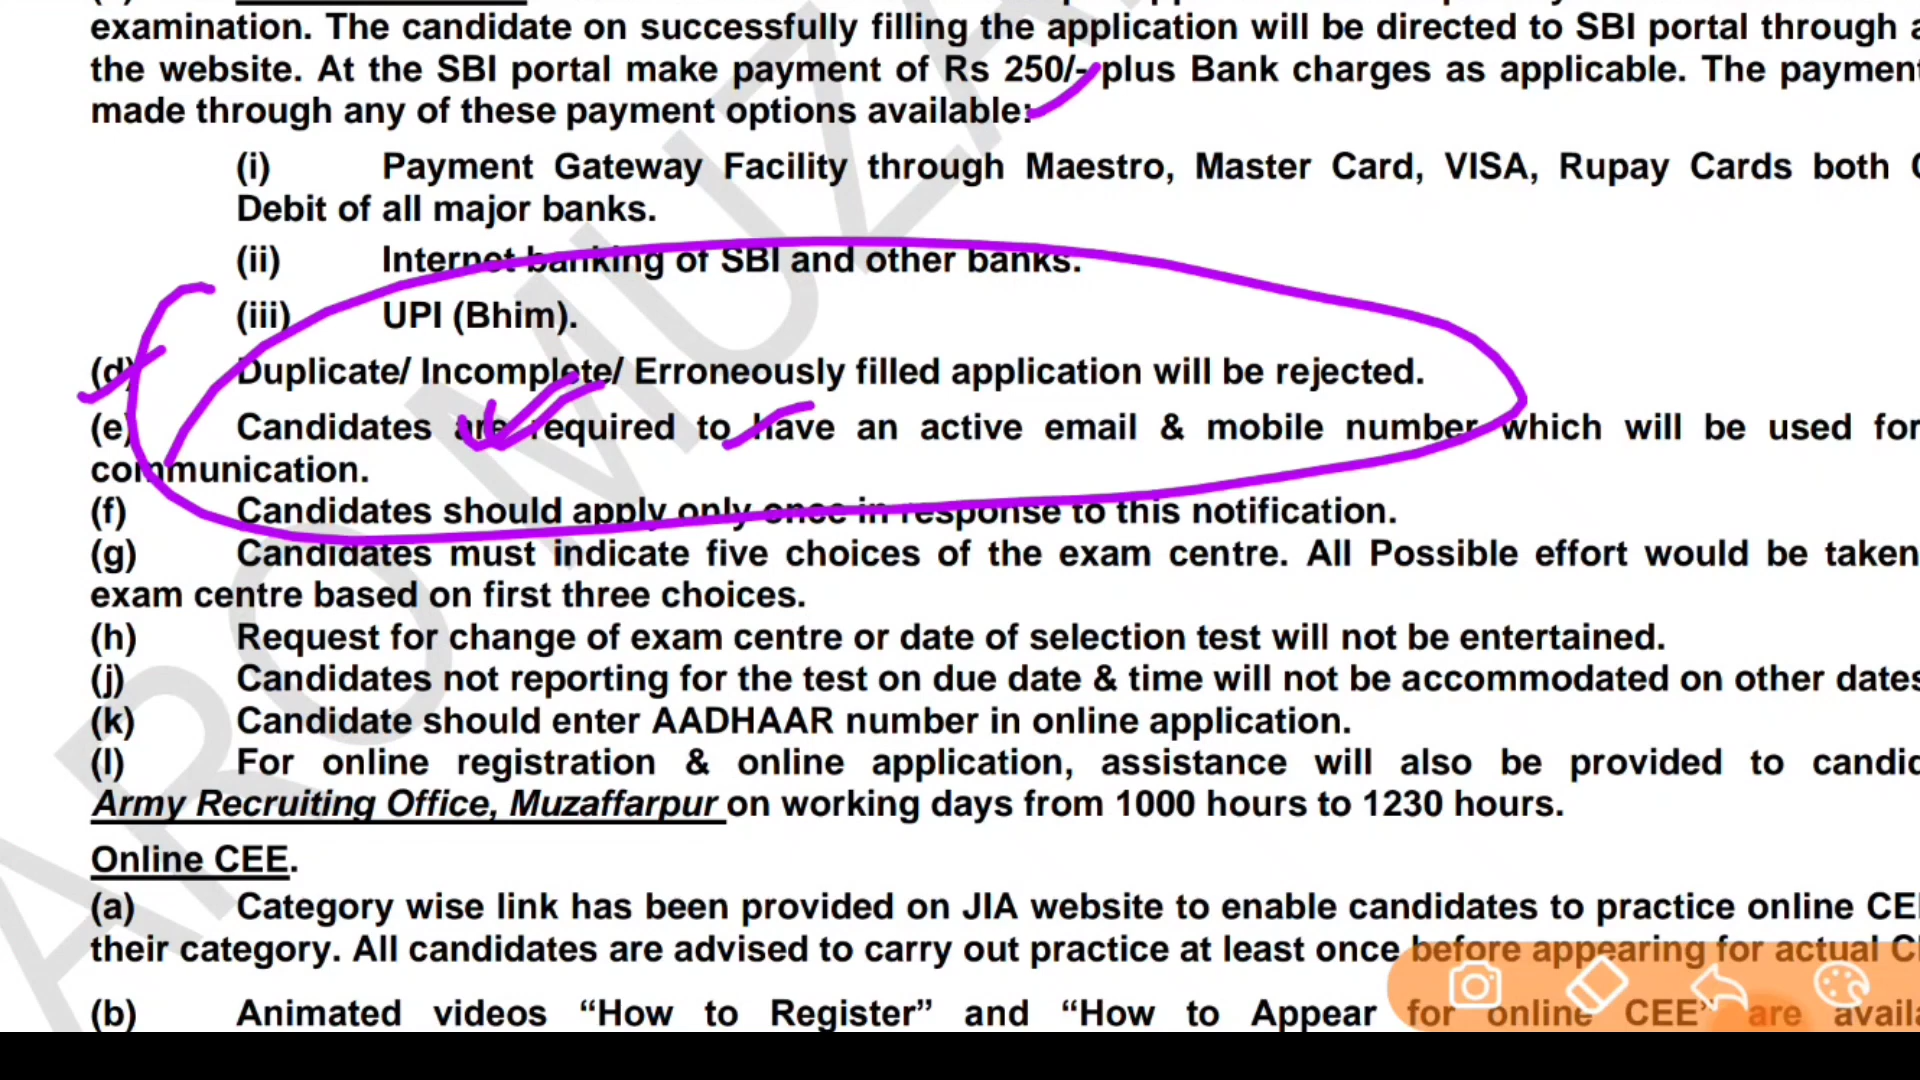 examination. The candidate on successfully filling the application will be directed to SBI portal through
the website. At the SBI portal make payment of Rs 250/- plus Bank charges as applicable. The payment
made through any of these payment options available:
(i) Payment Gateway Facility through Maestro, Master Card, VISA, Rupay Cards both
Debit of all major banks.
(ii) Internet banking of SBI and other banks.
(iii) UPI (Bhim).
(d) Duplicate/ Incomplete/ Erroneously filled application will be rejected.
(e) Candidates are required to have an active email & mobile number which will be used for
communication.
(f) Candidates should apply only once in response to this notification.
(g) Candidates must indicate five choices of the exam centre. All Possible effort would be taken
exam centre based on first three choices.
(h) Request for change of exam centre or date of selection test will not be entertained.
(j) Candidates not reporting for the test on due date & time will not be accommodated on other dates
(k) Candidate should enter AADHAAR number in online application.
(l) For online registration & online application, assistance will also be provided to
Army Recruiting Office, Muzaffarpur on working days from 1000 hours to 1230 hours.
Online CEE.
(a) Category wise link has been provided on JIA website to enable candidates to practice online
their category. All candidates are advised to carry out practice at least once before appearing for actual
(b) Animated videos “How to Register” and “How to Appear for online CEE” are
ARO MUZA